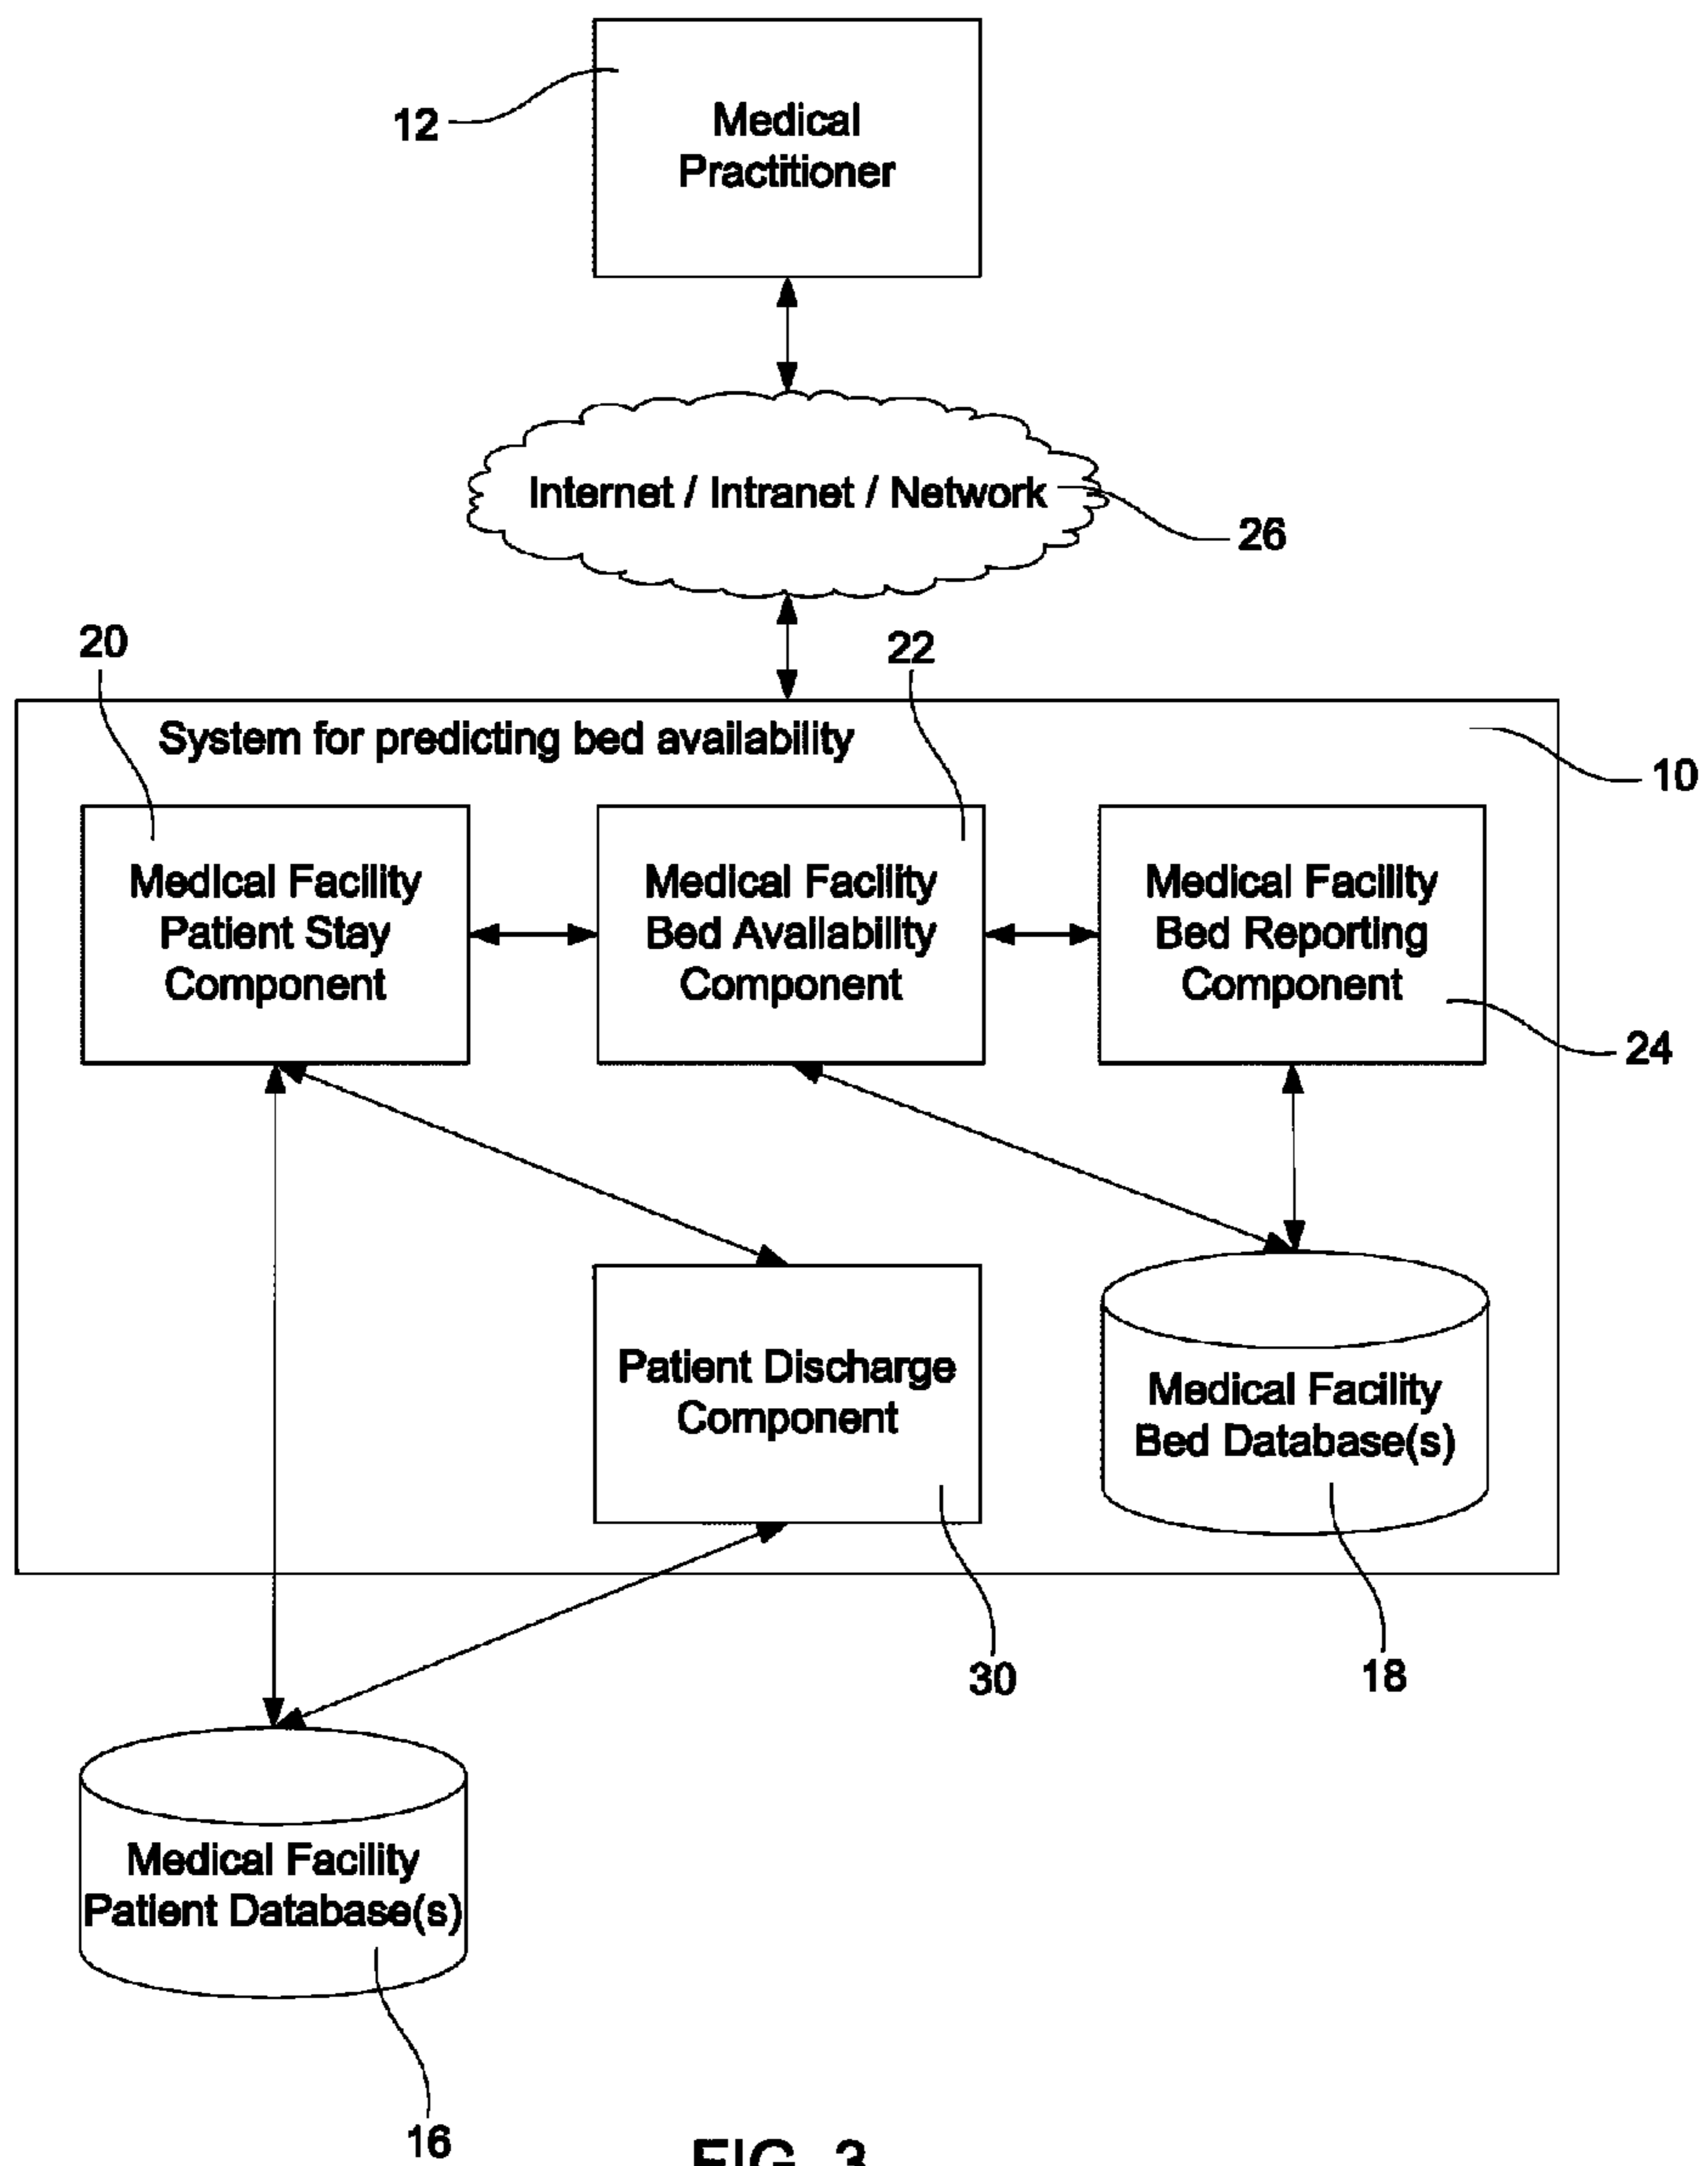 Medical
Practitioner
12
Internet / Intranet / Network
26
20
22
System for predicting bed availability
10
Medical Facility
Patient Stay
Component
Medical Facility
Bed Availability
Component
Medical Facility
Bed Reporting
Component
24
Patient Discharge
Component
Medical Facility
Bed Database(s)
30
18
Medical Facility
Patient Database(s)
16
FIG. 3